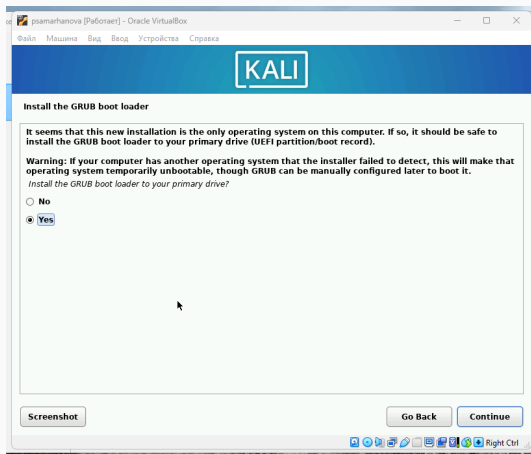 psamarhanova [Работает] - Oracle VirtualBox
Файл Машина Вид Ввод Устройства Справка
KALI
Install the GRUB boot loader
It seems that this new installation is the only operating system on this computer. If so, it should be safe to
install the GRUB boot loader to your primary drive (UEFI partition/boot record).
Warning: If your computer has another operating system that the installer failed to detect, this will make that
operating system temporarily unbootable, though GRUB can be manually configured later to boot it.
Install the GRUB boot loader to your primary drive?
No
Yes
Screenshot
Go Back
Continue
Right Ctrl